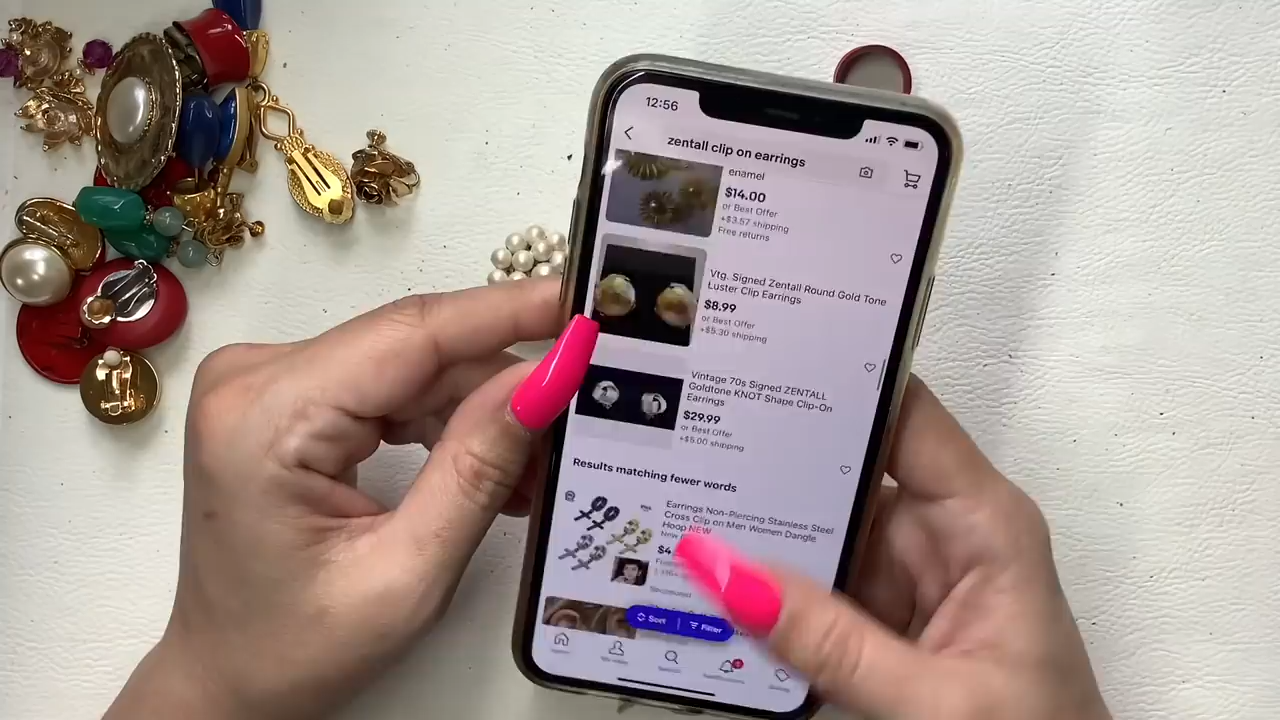 12:56
zentall clip on earrings
enamel
$14.00
or Best Offer
+$3.57 shipping
Free returns
Vtg. Signed Zentall Round Gold Tone
Luster Clip Earrings
$8.99
or Best Offer
+$5.30 shipping
Vintage 70s Signed ZENTALL
Goldtone KNOT Shape Clip-On
Earrings
$29.99
or Best Offer
+$5.00 shipping
Results matching fewer words
Earrings Non-Piercing Stainless Steel
Cross Clip on Men Women Dangle
Hoop NEW
$4
Sponsored
Sort
Filter